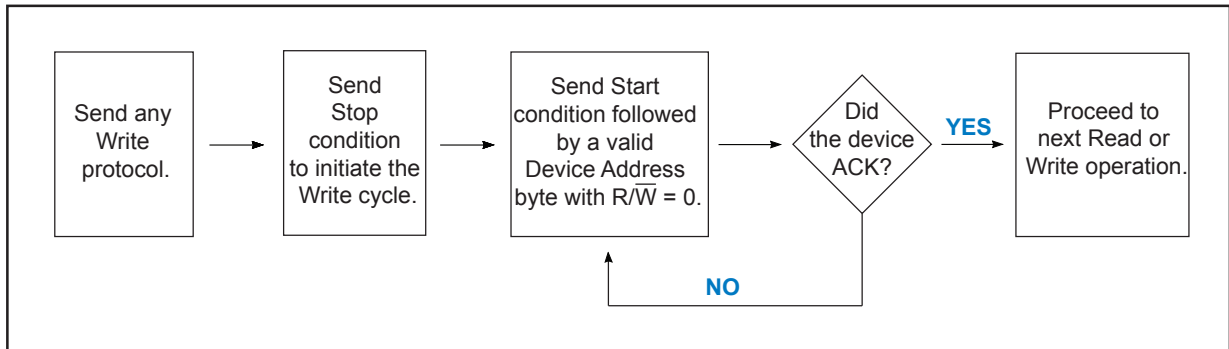 Send any
Write
protocol.
Send
Stop
condition
to initiate the
Write cycle.
Send Start
condition followed
by a valid
Device Address
byte with R/W̅ = 0.
Did
the device
ACK?
YES
NO
Proceed to
next Read or
Write operation.